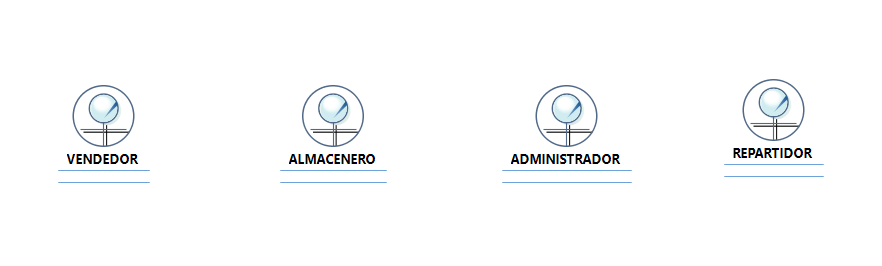 VENDEDOR
ALMACENERO
ADMINISTRADOR
REPARTIDOR